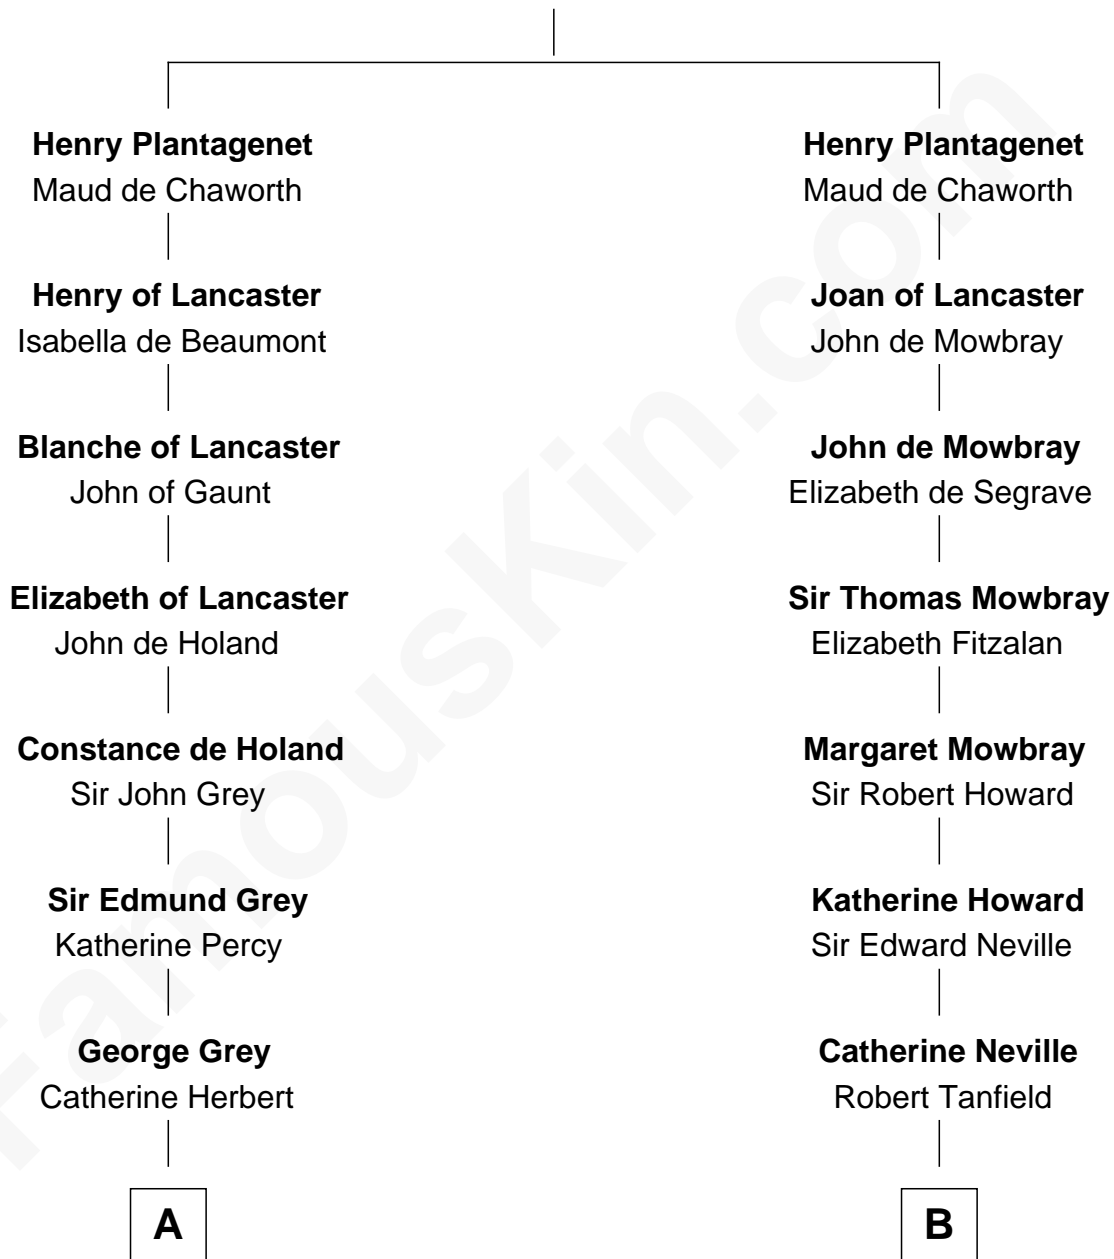 Henry Plantagenet
Maud de Chaworth
Henry of Lancaster
Isabella de Beaumont
Blanche of Lancaster
John of Gaunt
Elizabeth of Lancaster
John de Holand
Constance de Holand
Sir John Grey
Sir Edmund Grey
Katherine Percy
George Grey
Catherine Herbert
A
Henry Plantagenet
Maud de Chaworth
Joan of Lancaster
John de Mowbray
John de Mowbray
Elizabeth de Segrave
Sir Thomas Mowbray
Elizabeth Fitzalan
Margaret Mowbray
Sir Robert Howard
Katherine Howard
Sir Edward Neville
Catherine Neville
Robert Tanfield
B
FamousKin.com